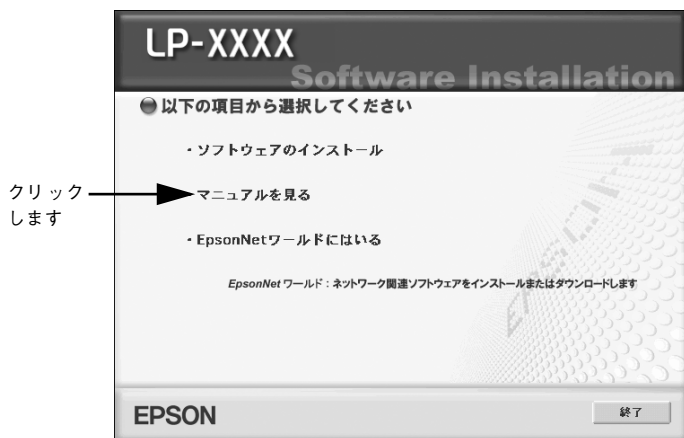 LP-XXXX
Software Installation
以下の項目から選択してください
・ソフトウェアのインストール
クリック
します
・マニュアルを見る
・EpsonNetワールドにはいる
EpsonNet ワールド：ネットワーク関連ソフトウェアをインストールまたはダウンロードします
EPSON
EPSON
終了